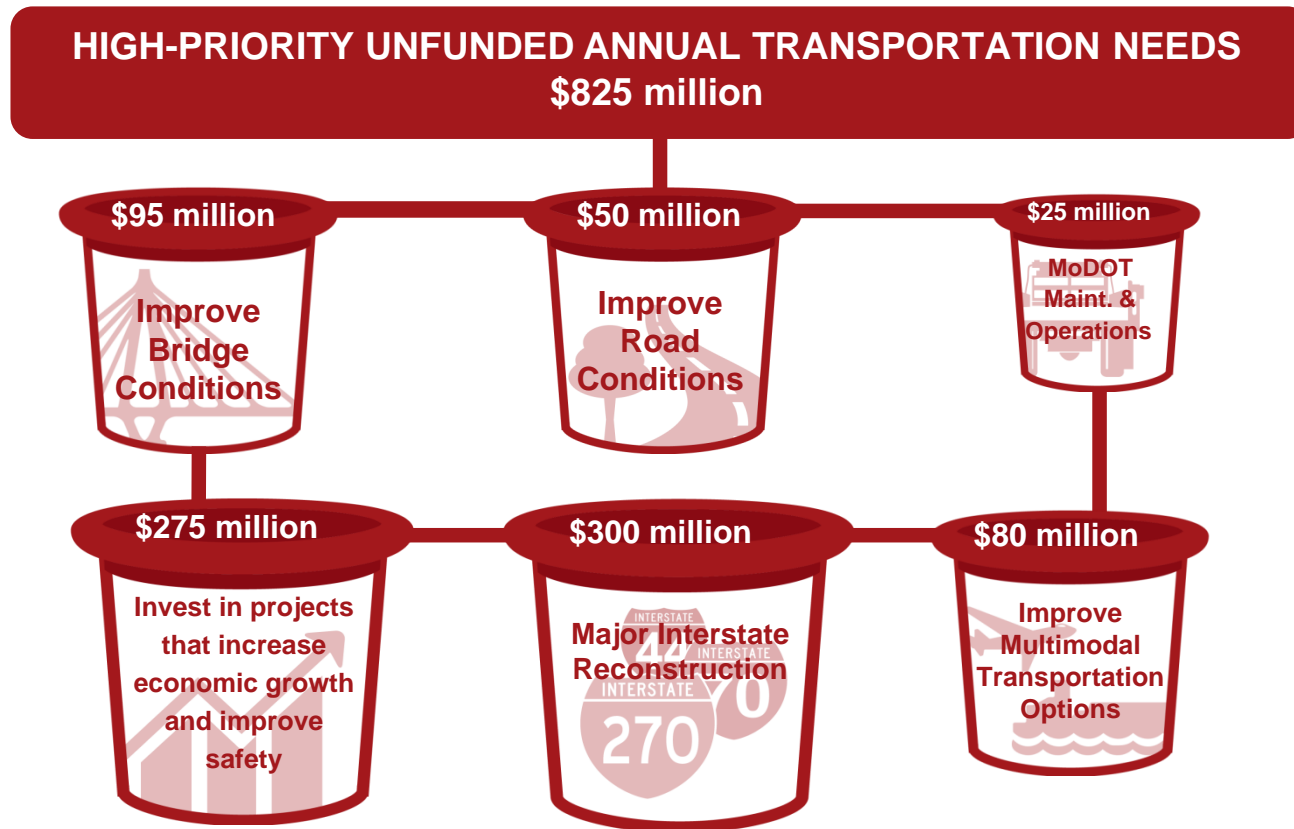 HIGH-PRIORITY UNFUNDED ANNUAL TRANSPORTATION NEEDS
$825 million
$95 million
Improve
Bridge
Conditions
$50 million
Improve
Road
Conditions
$25 million
MoDOT
Maint. &
Operations
$275 million
Invest in projects
that increase
economic growth
and improve
safety
$300 million
INTERSTATE
44
INTERSTATE
70
Major Interstate
Reconstruction
INTERSTATE
270
$80 million
Improve
Multimodal
Transportation
Options